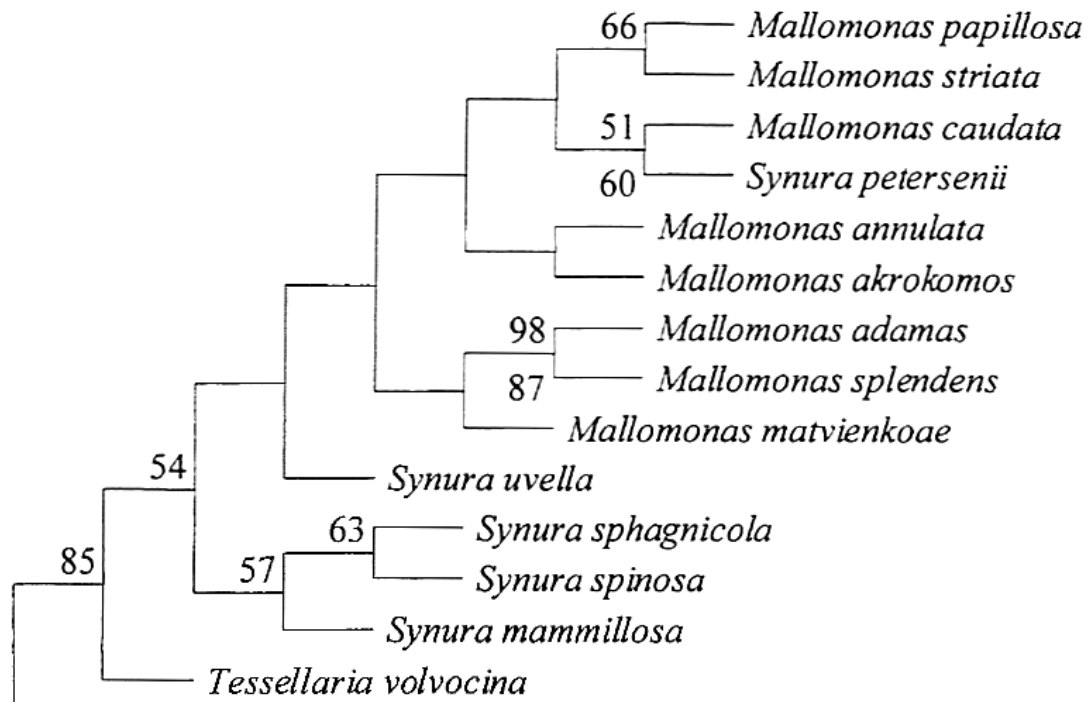 66 Mallomonas papillosa
Mallomonas striata
51 Mallomonas caudata
60 Synura petersenii
Mallomonas annulata
Mallomonas akrokomos
98 Mallomonas adamas
87 Mallomonas splendens
Mallomonas matvienkoae
54 Synura uvella
63 Synura sphagnicola
85 57 Synura spinosa
Synura mammillosa
Tessellaria volvocina